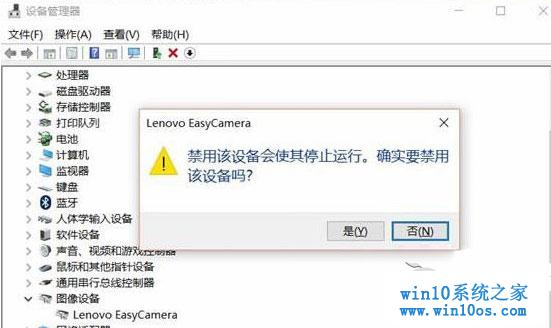 设备管理器
文件(F) 操作(A) 查看(V) 帮助(H)
处理器
磁盘驱动器
存储控制器
打印队列
电池
计算机
监视器
键盘
蓝牙
人体学输入设备
软件设备
声音、视频和游戏控制器
鼠标和其他指针设备
通用串行总线控制器
图像设备
Lenovo EasyCamera
Lenovo EasyCamera
禁用该设备会使其停止运行。确实要禁用
该设备吗?
是(Y) 否(N)
win10系统之家
www.win10os.com